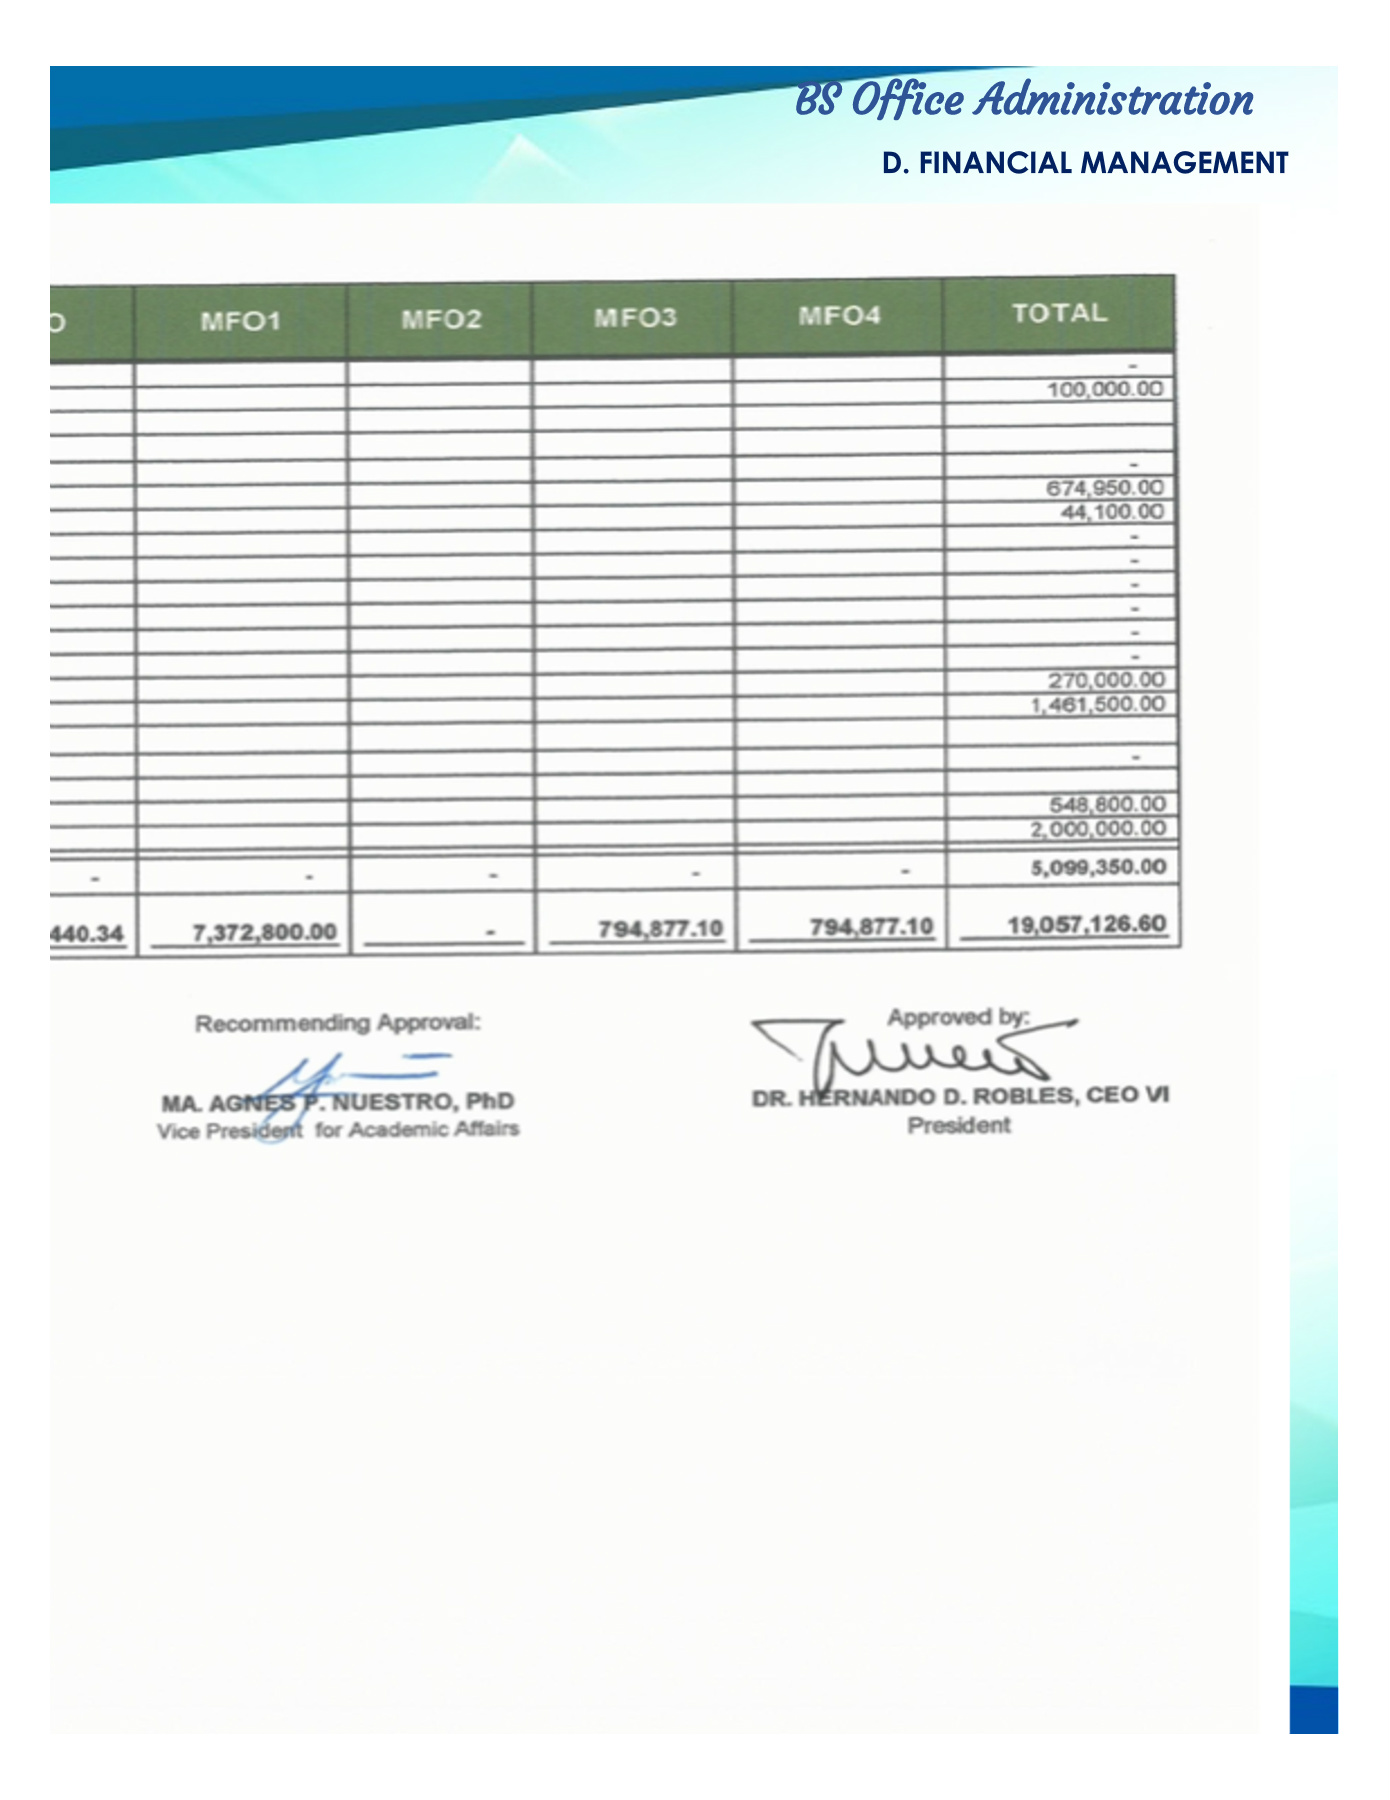 BS Office Administration
D. FINANCIAL MANAGEMENT
O MFO1 MFO2 MFO3 MFO4 TOTAL
-
100,000.00
-
674,950.00
44,100.00
-
-
-
-
-
-
270,000.00
1,461,500.00
-
548,800.00
2,000,000.00
- - - - - 5,099,350.00
440.34 7,372,800.00 - 794,877.10 794,877.10 19,057,126.60
Recommending Approval: Approved by:
MA. AGNES P. NUESTRO, PhD DR. HERNANDO D. ROBLES, CEO VI
Vice President for Academic Affairs President